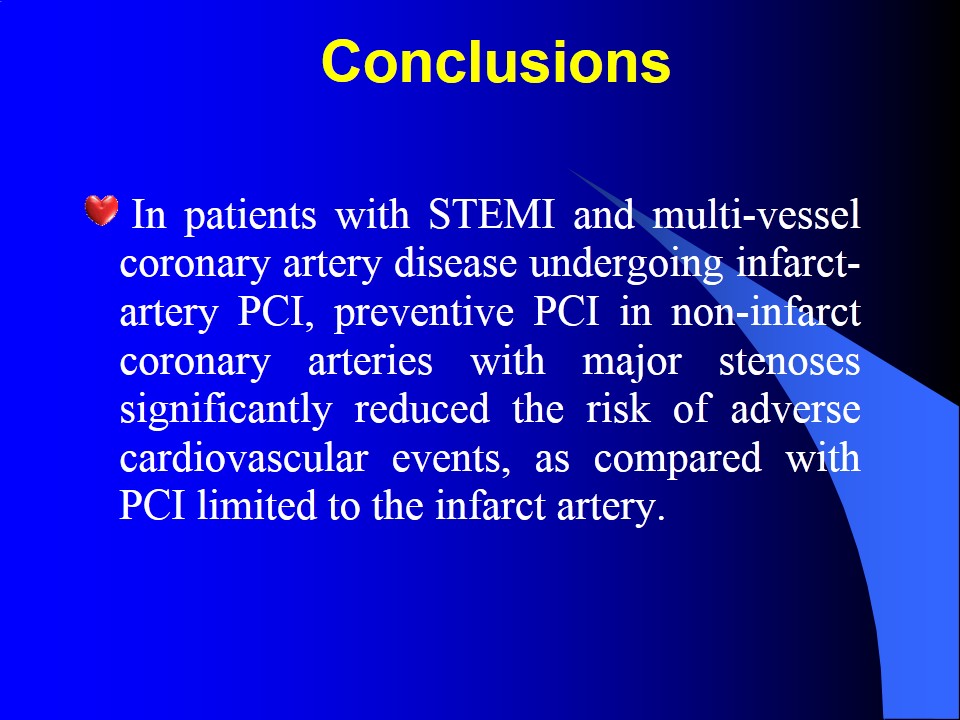 Conclusions
In patients with STEMI and multi-vessel
coronary artery disease undergoing infarct-
artery PCI, preventive PCI in non-infarct
coronary arteries with major stenoses
significantly reduced the risk of adverse
cardiovascular events, as compared with
PCI limited to the infarct artery.